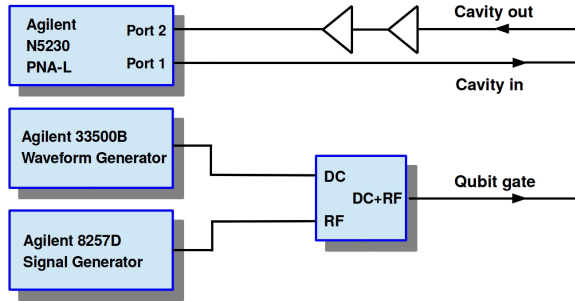 Agilent
N5230
PNA-L
Port 2
Port 1
Cavity out
Cavity in
Agilent 33500B
Waveform Generator
Agilent 8257D
Signal Generator
DC
DC+RF
RF
Qubit gate